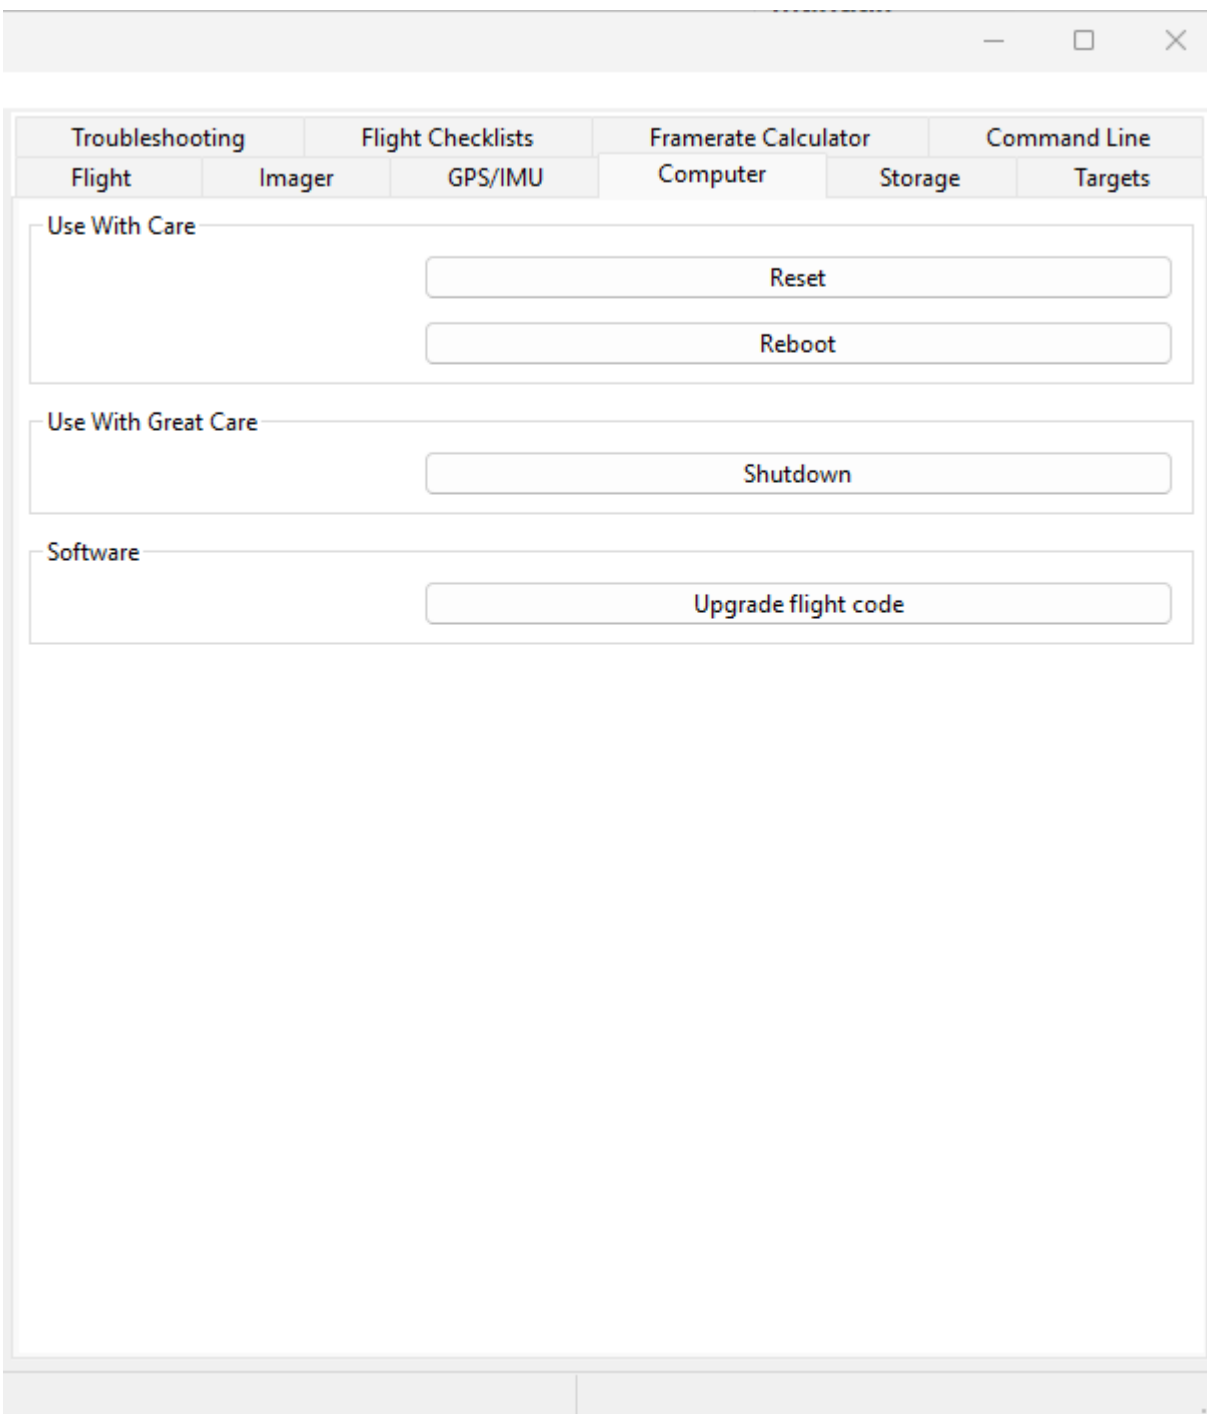 Troubleshooting Flight Checklists Framerate Calculator Command Line
Flight Imager GPS/IMU Computer Storage Targets
Use With Care
Reset
Reboot
Use With Great Care
Shutdown
Software
Upgrade flight code